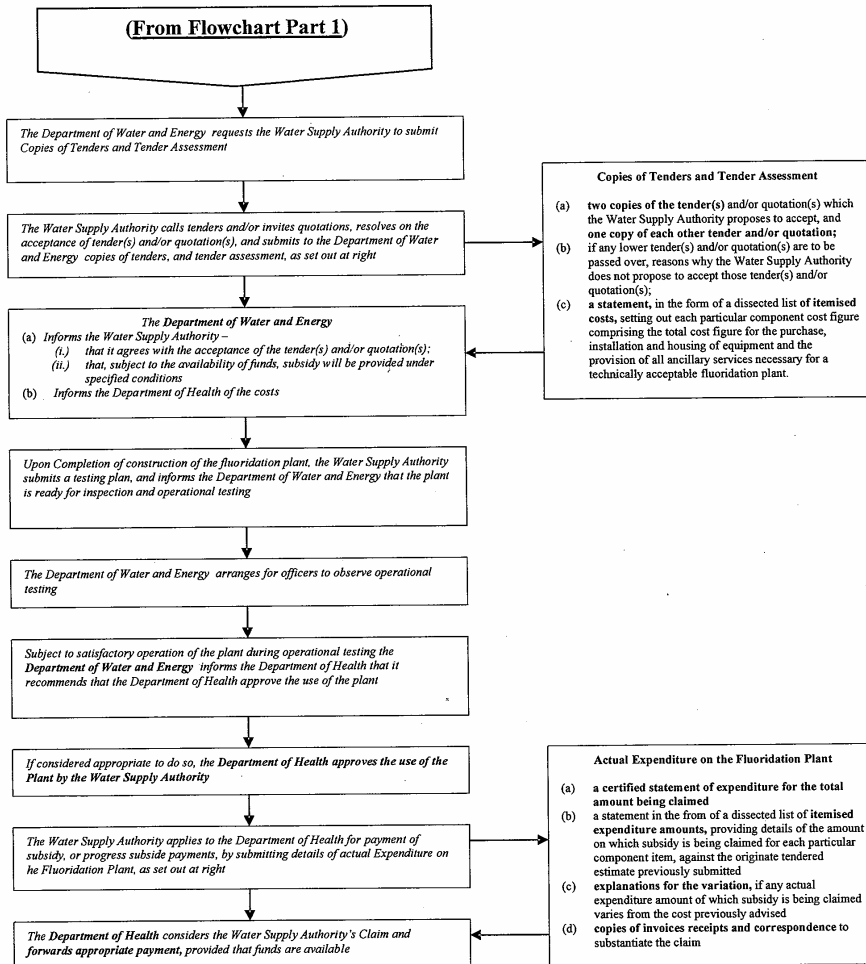 (From Flowchart Part 1)
The Department of Water and Energy requests the Water Supply Authority to submit
Copies of Tenders and Tender Assessment
The Water Supply Authority calls tenders and/or invites quotations, resolves on the
acceptance of tender(s) and/or quotation(s), and submits to the Department of Water
and Energy copies of tenders, and tender assessment, as set out at right
Copies of Tenders and Tender Assessment
(a) two copies of the tender(s) and/or quotation(s) which
the Water Supply Authority proposes to accept, and
one copy of each other tender and/or quotation;
(b) if any lower tender(s) and/or quotation(s) are to be
passed over, reasons why the Water Supply Authority
does not propose to accept those tender(s) and/or
quotation(s);
(c) a statement, in the form of a dissected list of itemised
costs, setting out each particular component cost figure
comprising the total cost figure for the purchase,
installation and housing of equipment and the
provision of all ancillary services necessary for a
technically acceptable fluoridation plant.
The Department of Water and Energy
(a) Informs the Water Supply Authority –
(i.) that it agrees with the acceptance of the tender(s) and/or quotation(s);
(ii.) that, subject to the availability of funds, subsidy will be provided under
specified conditions
(b) Informs the Department of Health of the costs
Upon Completion of construction of the fluoridation plant, the Water Supply Authority
submits a testing plan, and informs the Department of Water and Energy that the plant
is ready for inspection and operational testing
The Department of Water and Energy arranges for officers to observe operational
testing
Subject to satisfactory operation of the plant during operational testing the
Department of Water and Energy informs the Department of Health that it
recommends that the Department of Health approve the use of the plant
If considered appropriate to do so, the Department of Health approves the use of the
Plant by the Water Supply Authority
The Water Supply Authority applies to the Department of Health for payment of
subsidy, or progress subside payments, by submitting details of actual Expenditure on
he Fluoridation Plant, as set out at right
Actual Expenditure on the Fluoridation Plant
(a) a certified statement of expenditure for the total
amount being claimed
(b) a statement in the from of a dissected list of itemised
expenditure amounts, providing details of the amount
on which subsidy is being claimed for each particular
component item, against the originate tendered
estimate previously submitted
(c) explanations for the variation, if any actual
expenditure amount of which subsidy is being claimed
varies from the cost previously advised
(d) copies of invoices receipts and correspondence to
substantiate the claim
The Department of Health considers the Water Supply Authority's Claim and
forwards appropriate payment, provided that funds are available